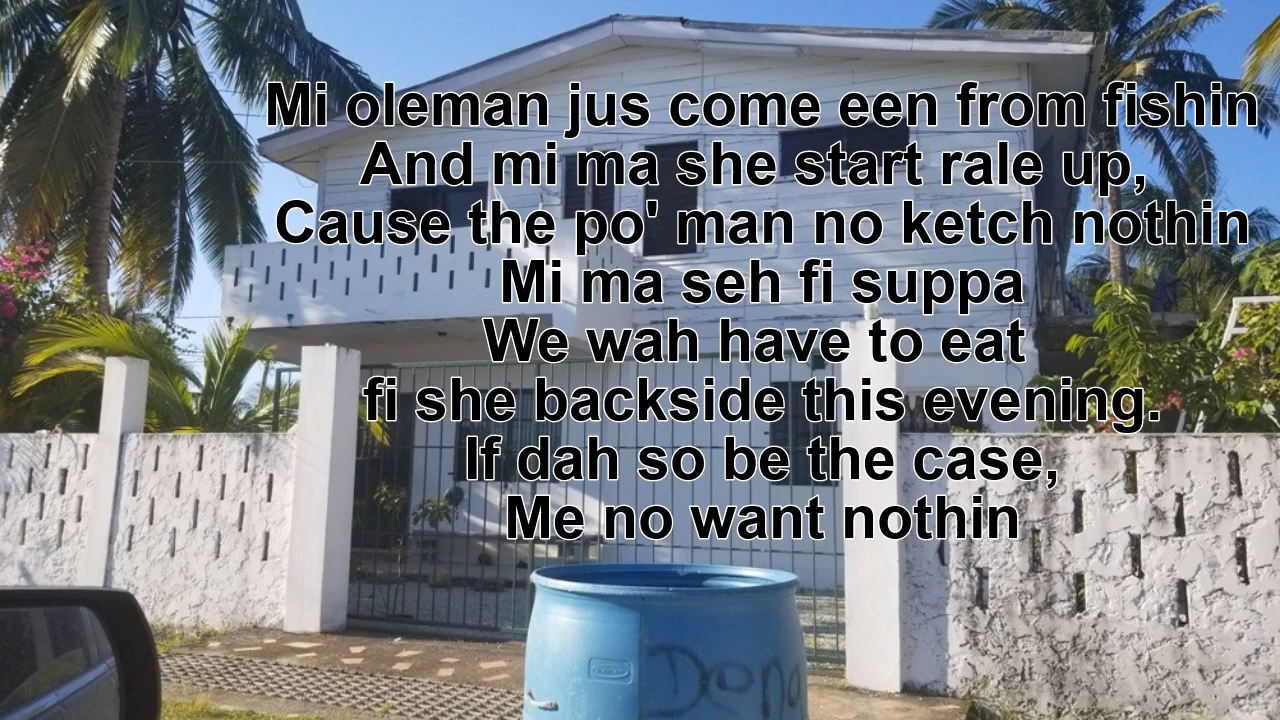 Mi oleman jus come een from fishin
And mi ma she start rale up,
Cause the po' man no ketch nothin
Mi ma seh fi suppa
We wah have to eat
fi she backside this evening.
If dah so be the case,
Me no want nothin
Dona